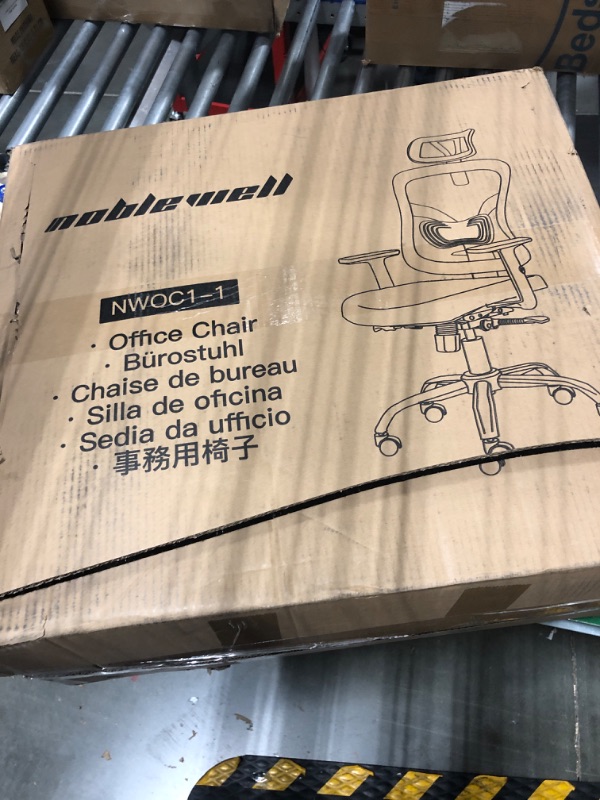 Beds
noblewell
NWOC1-1
· Office Chair
· Bürostuhl
· Chaise de bureau
· Silla de oficina
· Sedia da ufficio
· 事務用椅子